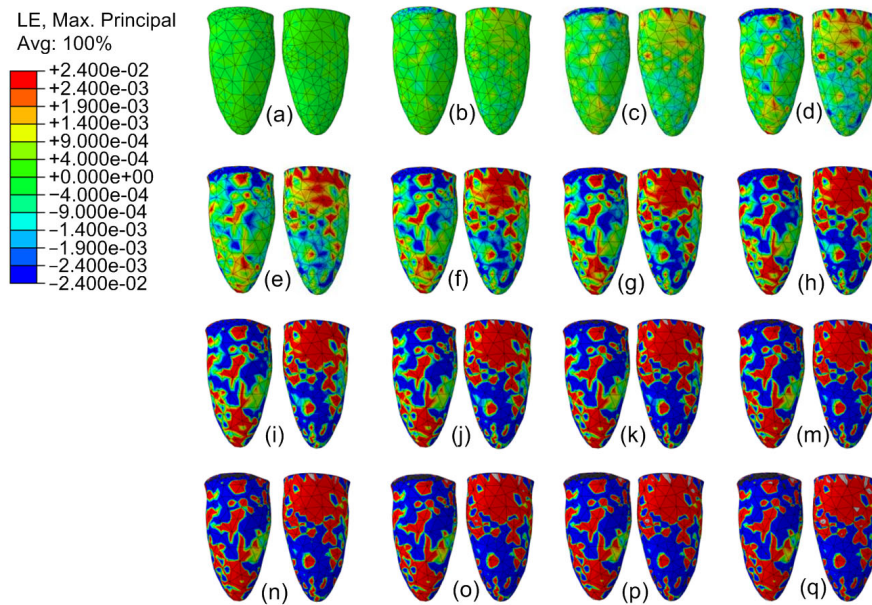 LE, Max. Principal
Avg: 100%
+2.400e-02
+2.400e-03
+1.900e-03
+1.400e-03
+9.000e-04
+4.000e-04
+0.000e+00
-4.000e-04
-9.000e-04
-1.400e-03
-1.900e-03
-2.400e-03
-2.400e-02
(a) (b) (c) (d)
(e) (f) (g) (h)
(i) (j) (k) (m)
(n) (o) (p) (q)